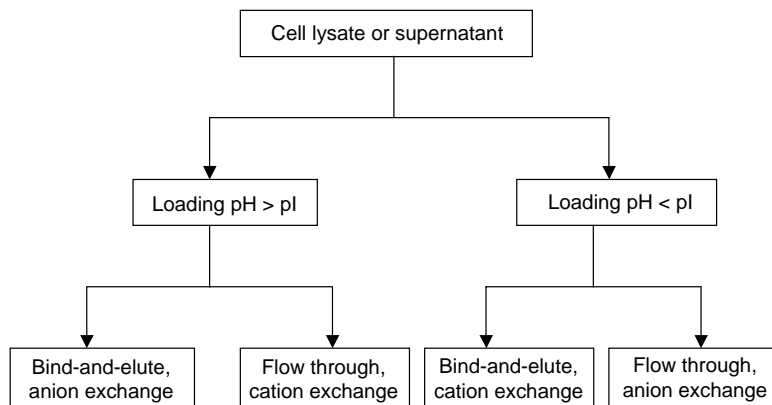 Cell lysate or supernatant
Loading pH > pI
Loading pH < pI
Bind-and-elute,
anion exchange
Flow through,
cation exchange
Bind-and-elute,
cation exchange
Flow through,
anion exchange